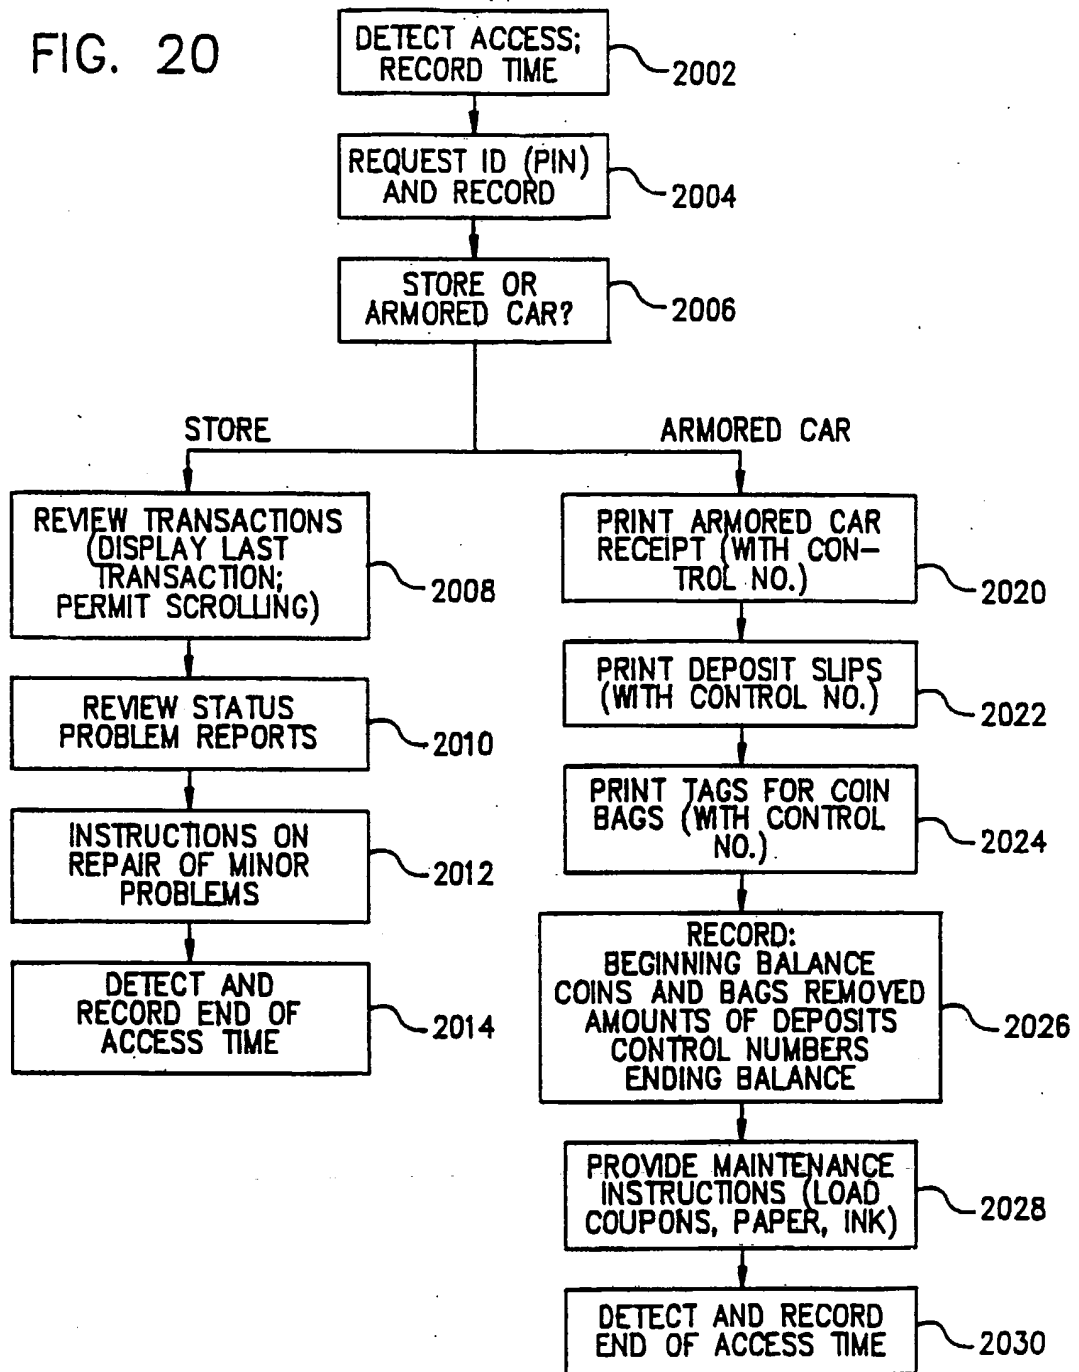 FIG. 20
DETECT ACCESS;
RECORD TIME
2002
REQUEST ID (PIN)
AND RECORD
2004
STORE OR
ARMORED CAR?
2006
STORE
ARMORED CAR
REVIEW TRANSACTIONS
(DISPLAY LAST
TRANSACTION;
PERMIT SCROLLING)
2008
REVIEW STATUS
PROBLEM REPORTS
2010
INSTRUCTIONS ON
REPAIR OF MINOR
PROBLEMS
2012
DETECT AND
RECORD END OF
ACCESS TIME
2014
PRINT ARMORED CAR
RECEIPT (WITH CON-
TROL NO.)
2020
PRINT DEPOSIT SLIPS
(WITH CONTROL NO.)
2022
PRINT TAGS FOR COIN
BAGS (WITH CONTROL
NO.)
2024
RECORD:
BEGINNING BALANCE
COINS AND BAGS REMOVED
AMOUNTS OF DEPOSITS
CONTROL NUMBERS
ENDING BALANCE
2026
PROVIDE MAINTENANCE
INSTRUCTIONS (LOAD
COUPONS, PAPER, INK)
2028
DETECT AND RECORD
END OF ACCESS TIME
2030